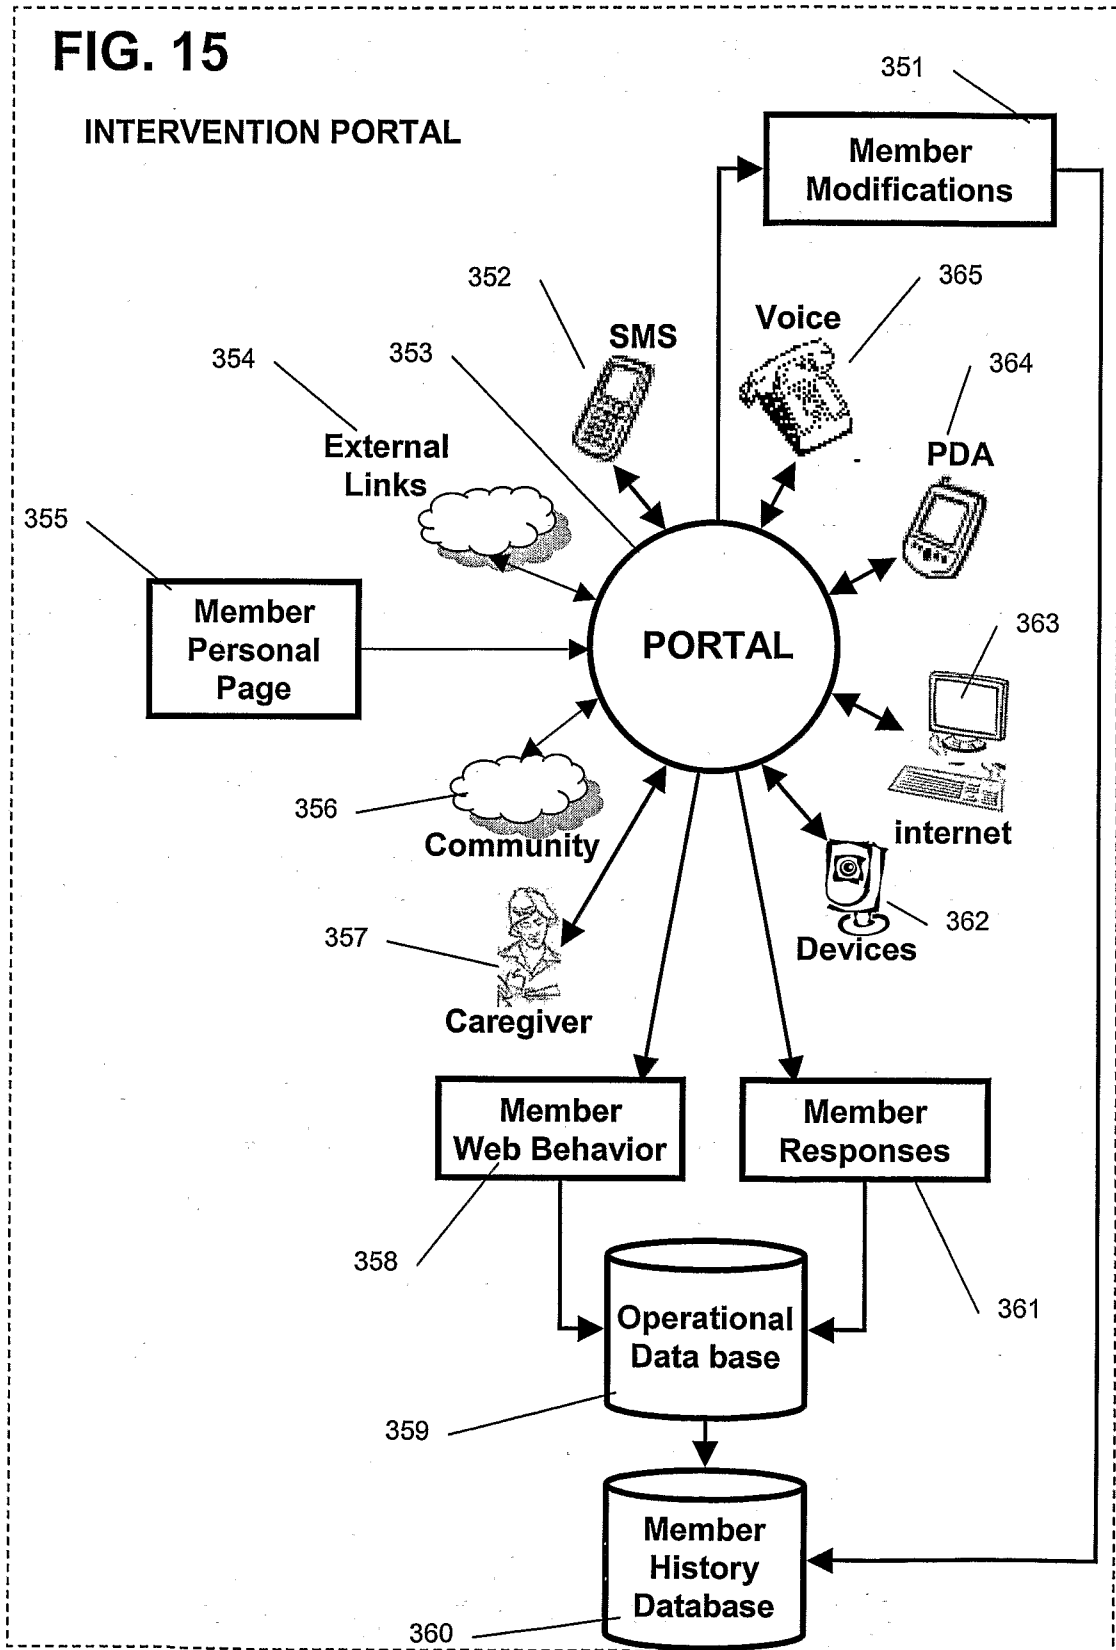 FIG. 15
INTERVENTION PORTAL
351
Member
Modifications
352
SMS
365
Voice
353
354
External
Links
364
PDA
355
Member
Personal
Page
PORTAL
363
internet
356
Community
362
Devices
357
Caregiver
Member
Web Behavior
Member
Responses
358
361
Operational
Data base
359
Member
History
Database
360